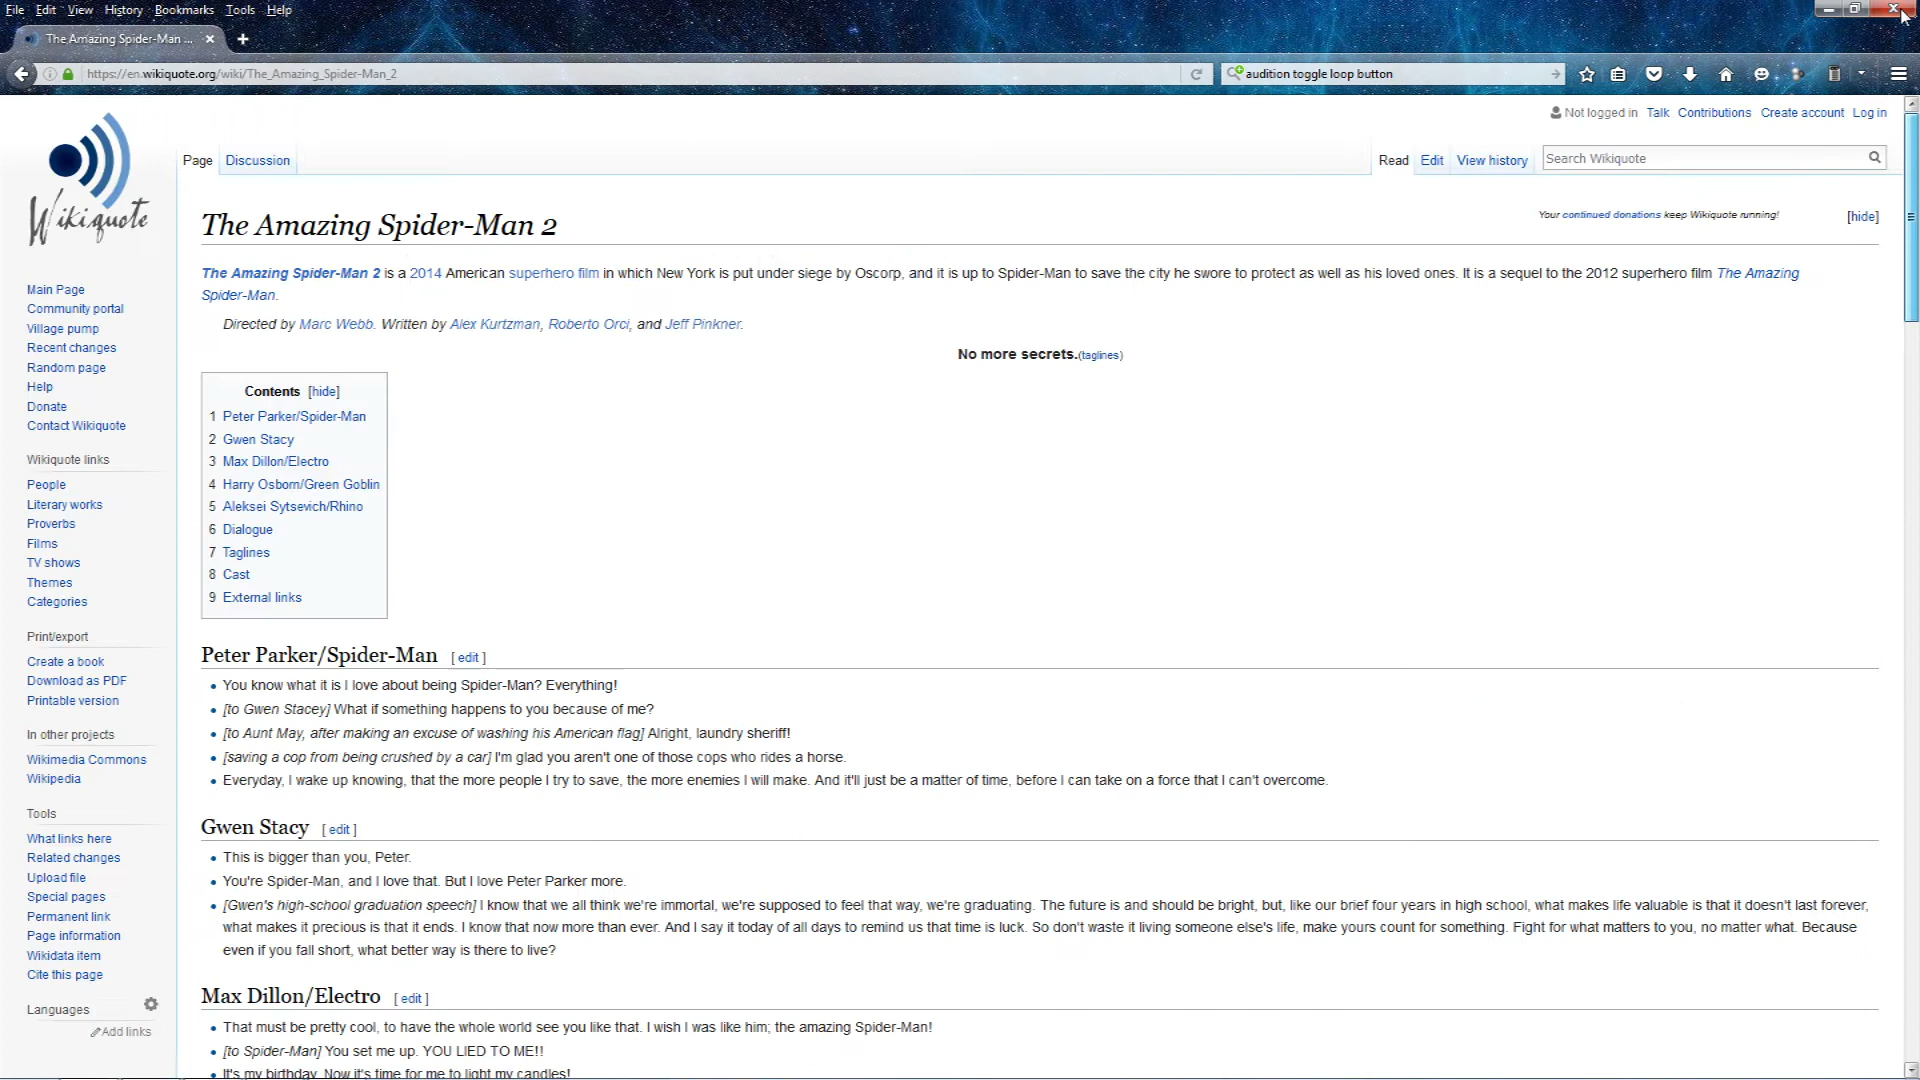 File Edit View History Bookmarks Tools Help
The Amazing Spider-Man ...
https://en.wikiquote.org/wiki/The_Amazing_Spider-Man_2
audition toggle loop button
Not logged in Talk Contributions Create account Log in
Wikiquote
Page Discussion
Read Edit View history
Search Wikiquote
The Amazing Spider-Man 2
Your continued donations keep Wikiquote running!
[hide]
The Amazing Spider-Man 2 is a 2014 American superhero film in which New York is put under siege by Oscorp, and it is up to Spider-Man to save the city he swore to protect as well as his loved ones. It is a sequel to the 2012 superhero film The Amazing
Spider-Man.
Directed by Marc Webb. Written by Alex Kurtzman, Roberto Orci, and Jeff Pinkner.
No more secrets.(taglines)
Contents [hide]
1 Peter Parker/Spider-Man
2 Gwen Stacy
3 Max Dillon/Electro
4 Harry Osborn/Green Goblin
5 Aleksei Sytsevich/Rhino
6 Dialogue
7 Taglines
8 Cast
9 External links
Main Page
Community portal
Village pump
Recent changes
Random page
Help
Donate
Contact Wikiquote
Wikiquote links
People
Literary works
Proverbs
Films
TV shows
Themes
Categories
Print/export
Create a book
Download as PDF
Printable version
In other projects
Wikimedia Commons
Wikipedia
Tools
What links here
Related changes
Upload file
Special pages
Permanent link
Page information
Wikidata item
Cite this page
Languages
Add links
Peter Parker/Spider-Man [ edit ]
You know what it is I love about being Spider-Man? Everything!
[to Gwen Stacey] What if something happens to you because of me?
[to Aunt May, after making an excuse of washing his American flag] Alright, laundry sheriff!
[saving a cop from being crushed by a car] I'm glad you aren't one of those cops who rides a horse.
Everyday, I wake up knowing, that the more people I try to save, the more enemies I will make. And it'll just be a matter of time, before I can take on a force that I can't overcome.
Gwen Stacy [ edit ]
This is bigger than you, Peter.
You're Spider-Man, and I love that. But I love Peter Parker more.
[Gwen's high-school graduation speech] I know that we all think we're immortal, we're supposed to feel that way, we're graduating. The future is and should be bright, but, like our brief four years in high school, what makes life valuable is that it doesn't last forever,
what makes it precious is that it ends. I know that now more than ever. And I say it today of all days to remind us that time is luck. So don't waste it living someone else's life, make yours count for something. Fight for what matters to you, no matter what. Because
even if you fall short, what better way is there to live?
Max Dillon/Electro [ edit ]
That must be pretty cool, to have the whole world see you like that. I wish I was like him; the amazing Spider-Man!
[to Spider-Man] You set me up. YOU LIED TO ME!!
It's my birthday. Now it's time for me to light my candles!